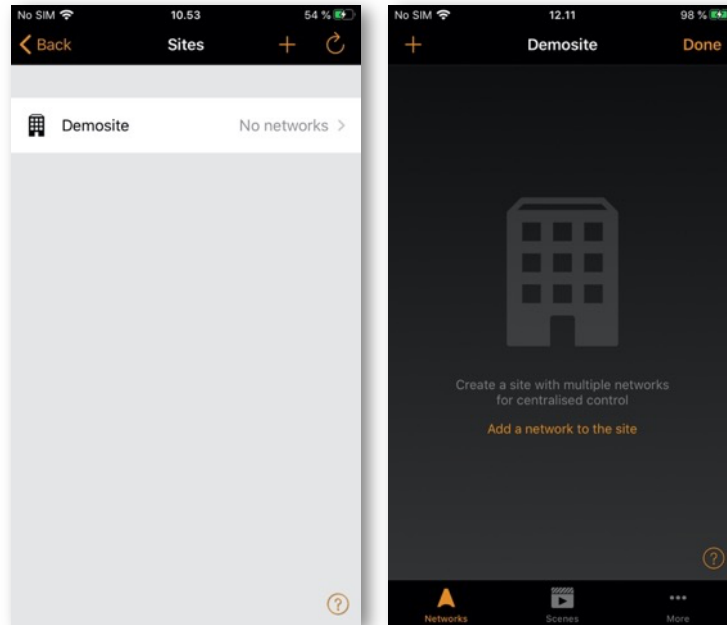 No SIM 10.53 54 %
Back Sites
Demosite No networks
?
No SIM 12.11 98 %
Demosite Done
Create a site with multiple networks
for centralised control
Add a network to the site
?
Networks Scenes More